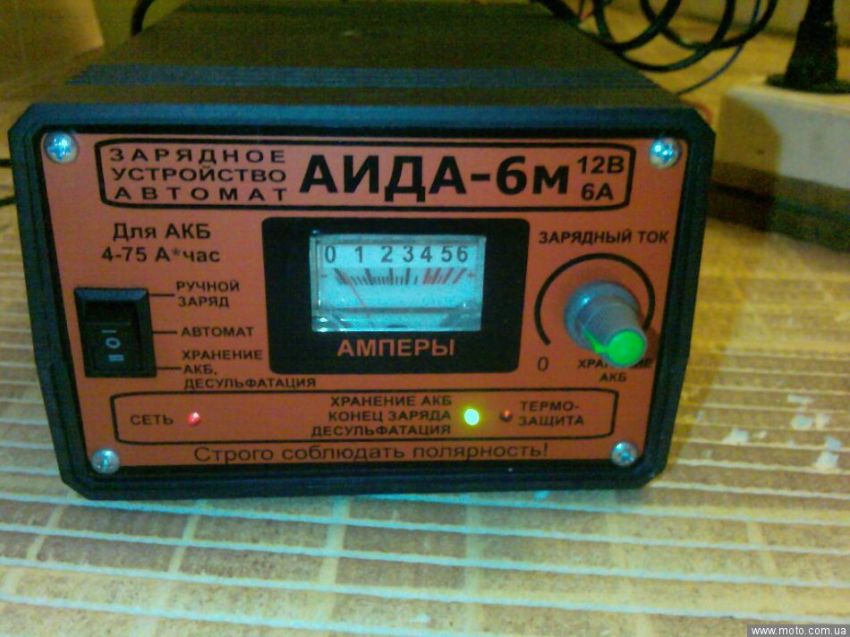 ЗАРЯДНОЕ
УСТРОЙСТВО
АВТОМАТ
АИДА-6м
12В
6А
Для АКБ
4-75 А*час
РУЧНОЙ
ЗАРЯД
АВТОМАТ
ХРАНЕНИЕ
АКБ,
ДЕСУЛЬФАТАЦИЯ
I
O
II
0 1 2 3 4 5 6
- +
АМПЕРЫ
ЗАРЯДНЫЙ ТОК
0
ХРАНЕНИЕ
АКБ
СЕТЬ
ХРАНЕНИЕ АКБ
КОНЕЦ ЗАРЯДА
ДЕСУЛЬФАТАЦИЯ
ТЕРМО-
ЗАЩИТА
Строго соблюдать полярность!
www.moto.com.ua